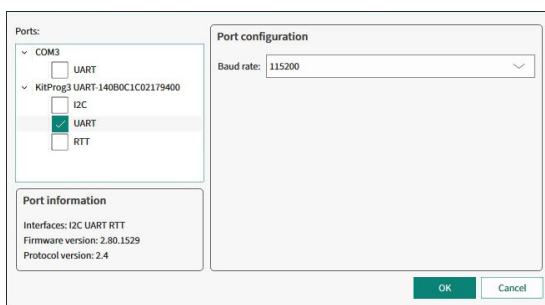 Ports:
COM3
UART
KitProg3 UART-140B0C1C02179400
I2C
UART
RTT
Port information
Interfaces: I2C UART RTT
Firmware version: 2.80.1529
Protocol version: 2.4
Port configuration
Baud rate: 115200
OK Cancel